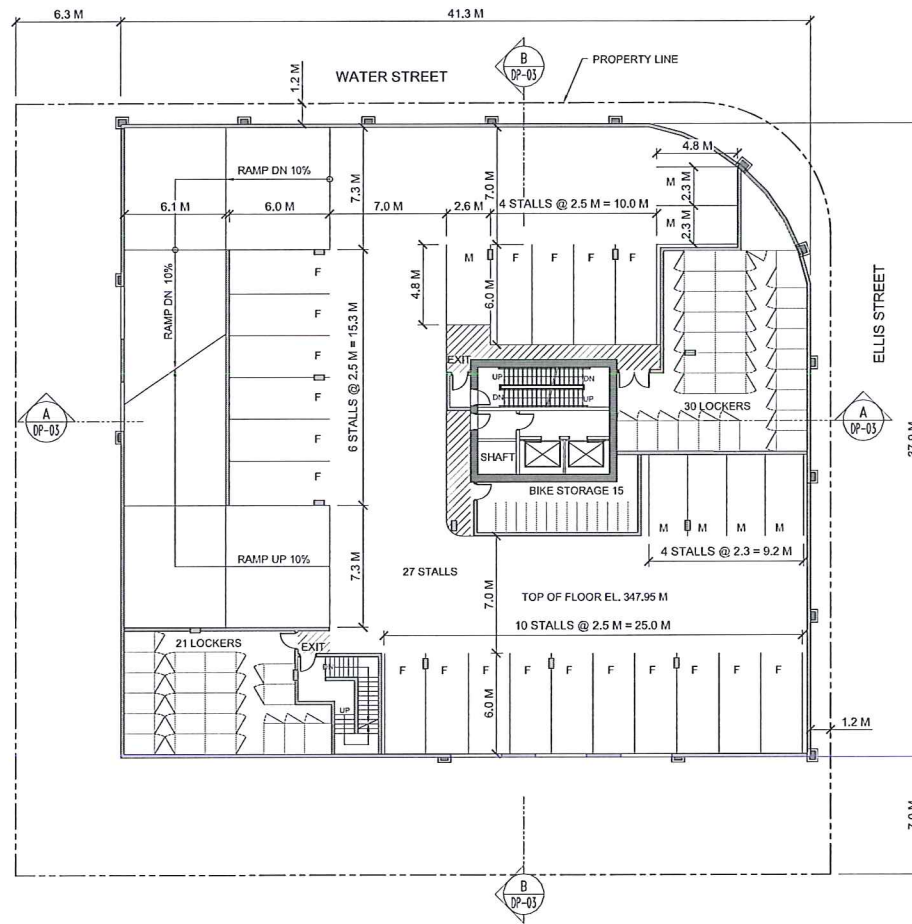 6.3 M
41.3 M
B
DP-03
PROPERTY LINE
WATER STREET
1.2 M
4.8 M
RAMP DN 10%
7.3 M
7.0 M
M
2.3 M
6.1 M
6.0 M
7.0 M
2.6 M
4 STALLS @ 2.5 M = 10.0 M
M
2.3 M
RAMP DN 10%
F
4.8 M
M
F
F
F
F
6.0 M
ELLIS STREET
F
EXIT
UP
DN
DN
UP
6 STALLS @ 2.5 M = 15.3 M
F
F
F
A
DP-03
30 LOCKERS
A
DP-03
SHAFT
F
BIKE STORAGE 15
M
M
M
M
4 STALLS @ 2.3 = 9.2 M
RAMP UP 10%
7.3 M
27 STALLS
7.0 M
TOP OF FLOOR EL. 347.95 M
10 STALLS @ 2.5 M = 25.0 M
21 LOCKERS
EXIT
DN
F
F
F
F
F
F
F
F
F
F
UP
6.0 M
1.2 M
7.0 M
B
DP-03